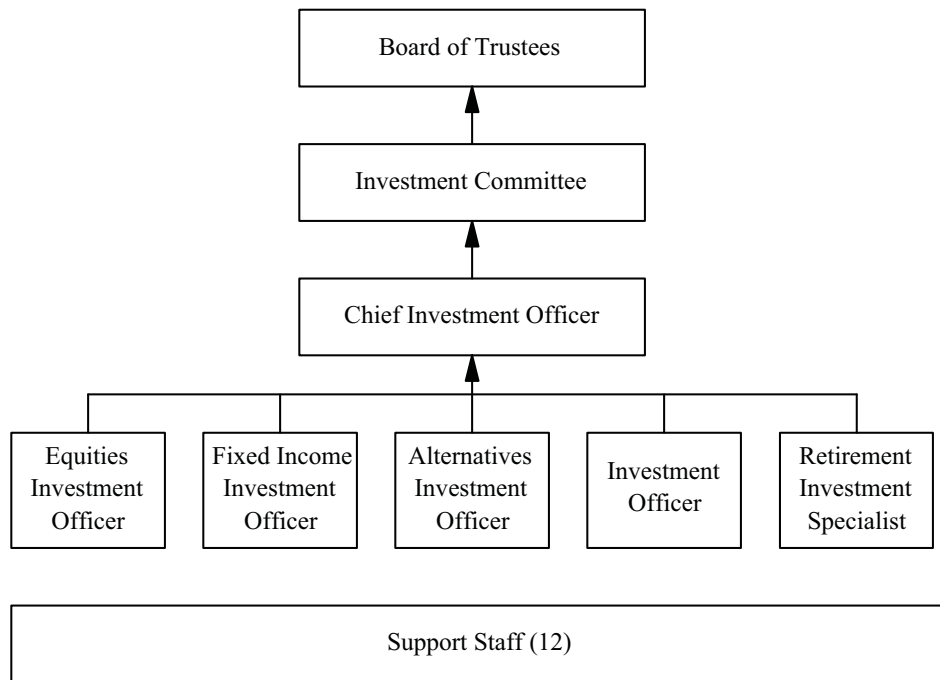 Board of Trustees
Investment Committee
Chief Investment Officer
Equities
Investment
Officer
Fixed Income
Investment
Officer
Alternatives
Investment
Officer
Investment
Officer
Retirement
Investment
Specialist
Support Staff (12)